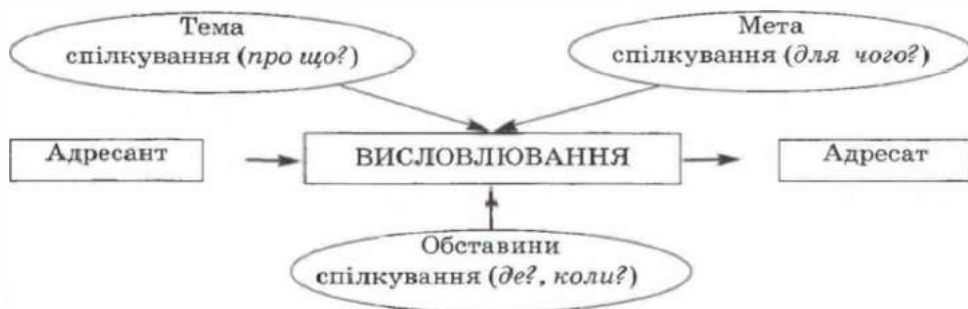 Тема
спілкування (про що?)
Мета
спілкування (для чого?)
Адресант
ВИСЛОВЛЮВАННЯ
Адресат
Обставини
спілкування (де?, коли?)